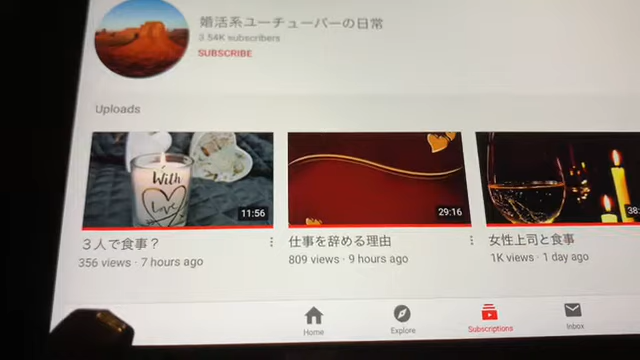 婚活系ユーチューバーの日常
3.54K subscribers
SUBSCRIBE
Uploads
With
Love
11:56
29:16
38:
３人で食事？
356 views · 7 hours ago
仕事を辞める理由
809 views · 9 hours ago
女性上司と食事
1K views · 1 day ago
Home
Explore
Subscriptions
Inbox